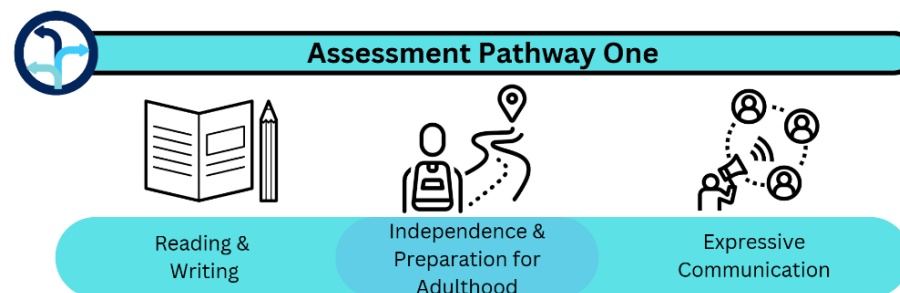 Assessment Pathway One
Reading &
Writing
Independence &
Preparation for
Adulthood
Expressive
Communication